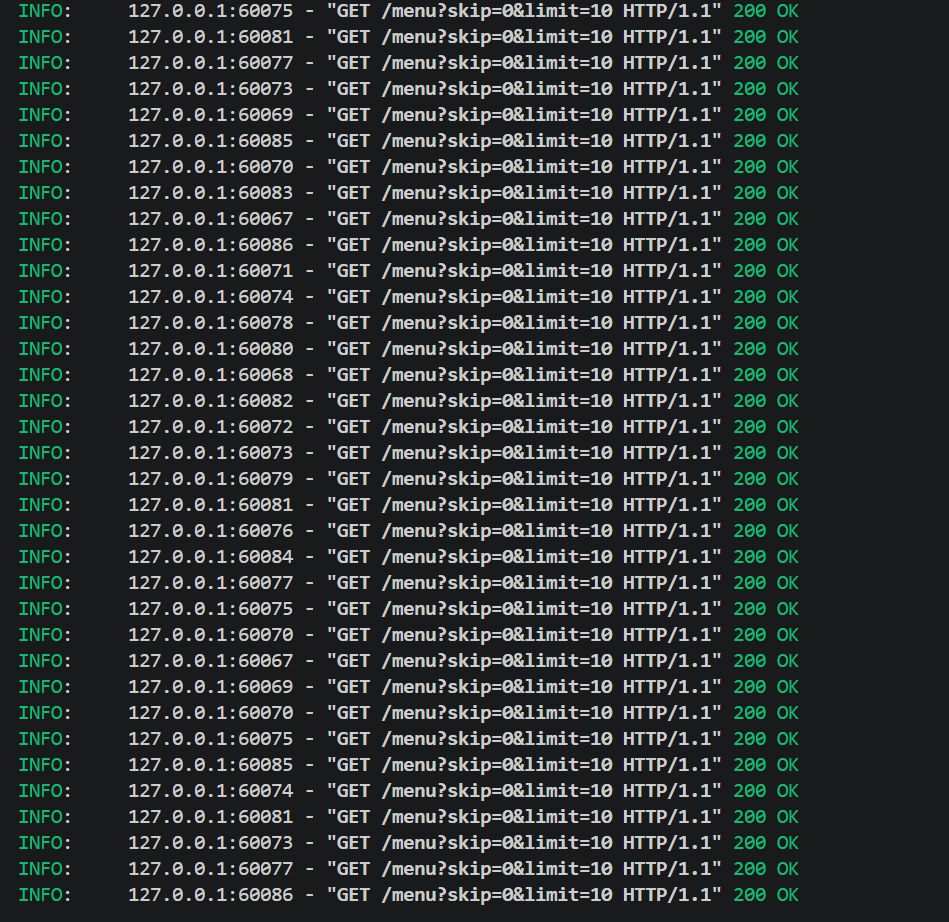 INFO:     127.0.0.1:60075 - "GET /menu?skip=0&limit=10 HTTP/1.1" 200 OK
INFO:     127.0.0.1:60081 - "GET /menu?skip=0&limit=10 HTTP/1.1" 200 OK
INFO:     127.0.0.1:60077 - "GET /menu?skip=0&limit=10 HTTP/1.1" 200 OK
INFO:     127.0.0.1:60073 - "GET /menu?skip=0&limit=10 HTTP/1.1" 200 OK
INFO:     127.0.0.1:60069 - "GET /menu?skip=0&limit=10 HTTP/1.1" 200 OK
INFO:     127.0.0.1:60085 - "GET /menu?skip=0&limit=10 HTTP/1.1" 200 OK
INFO:     127.0.0.1:60070 - "GET /menu?skip=0&limit=10 HTTP/1.1" 200 OK
INFO:     127.0.0.1:60083 - "GET /menu?skip=0&limit=10 HTTP/1.1" 200 OK
INFO:     127.0.0.1:60067 - "GET /menu?skip=0&limit=10 HTTP/1.1" 200 OK
INFO:     127.0.0.1:60086 - "GET /menu?skip=0&limit=10 HTTP/1.1" 200 OK
INFO:     127.0.0.1:60071 - "GET /menu?skip=0&limit=10 HTTP/1.1" 200 OK
INFO:     127.0.0.1:60074 - "GET /menu?skip=0&limit=10 HTTP/1.1" 200 OK
INFO:     127.0.0.1:60078 - "GET /menu?skip=0&limit=10 HTTP/1.1" 200 OK
INFO:     127.0.0.1:60080 - "GET /menu?skip=0&limit=10 HTTP/1.1" 200 OK
INFO:     127.0.0.1:60068 - "GET /menu?skip=0&limit=10 HTTP/1.1" 200 OK
INFO:     127.0.0.1:60082 - "GET /menu?skip=0&limit=10 HTTP/1.1" 200 OK
INFO:     127.0.0.1:60072 - "GET /menu?skip=0&limit=10 HTTP/1.1" 200 OK
INFO:     127.0.0.1:60073 - "GET /menu?skip=0&limit=10 HTTP/1.1" 200 OK
INFO:     127.0.0.1:60079 - "GET /menu?skip=0&limit=10 HTTP/1.1" 200 OK
INFO:     127.0.0.1:60081 - "GET /menu?skip=0&limit=10 HTTP/1.1" 200 OK
INFO:     127.0.0.1:60076 - "GET /menu?skip=0&limit=10 HTTP/1.1" 200 OK
INFO:     127.0.0.1:60084 - "GET /menu?skip=0&limit=10 HTTP/1.1" 200 OK
INFO:     127.0.0.1:60077 - "GET /menu?skip=0&limit=10 HTTP/1.1" 200 OK
INFO:     127.0.0.1:60075 - "GET /menu?skip=0&limit=10 HTTP/1.1" 200 OK
INFO:     127.0.0.1:60070 - "GET /menu?skip=0&limit=10 HTTP/1.1" 200 OK
INFO:     127.0.0.1:60067 - "GET /menu?skip=0&limit=10 HTTP/1.1" 200 OK
INFO:     127.0.0.1:60069 - "GET /menu?skip=0&limit=10 HTTP/1.1" 200 OK
INFO:     127.0.0.1:60070 - "GET /menu?skip=0&limit=10 HTTP/1.1" 200 OK
INFO:     127.0.0.1:60075 - "GET /menu?skip=0&limit=10 HTTP/1.1" 200 OK
INFO:     127.0.0.1:60085 - "GET /menu?skip=0&limit=10 HTTP/1.1" 200 OK
INFO:     127.0.0.1:60074 - "GET /menu?skip=0&limit=10 HTTP/1.1" 200 OK
INFO:     127.0.0.1:60081 - "GET /menu?skip=0&limit=10 HTTP/1.1" 200 OK
INFO:     127.0.0.1:60073 - "GET /menu?skip=0&limit=10 HTTP/1.1" 200 OK
INFO:     127.0.0.1:60077 - "GET /menu?skip=0&limit=10 HTTP/1.1" 200 OK
INFO:     127.0.0.1:60086 - "GET /menu?skip=0&limit=10 HTTP/1.1" 200 OK